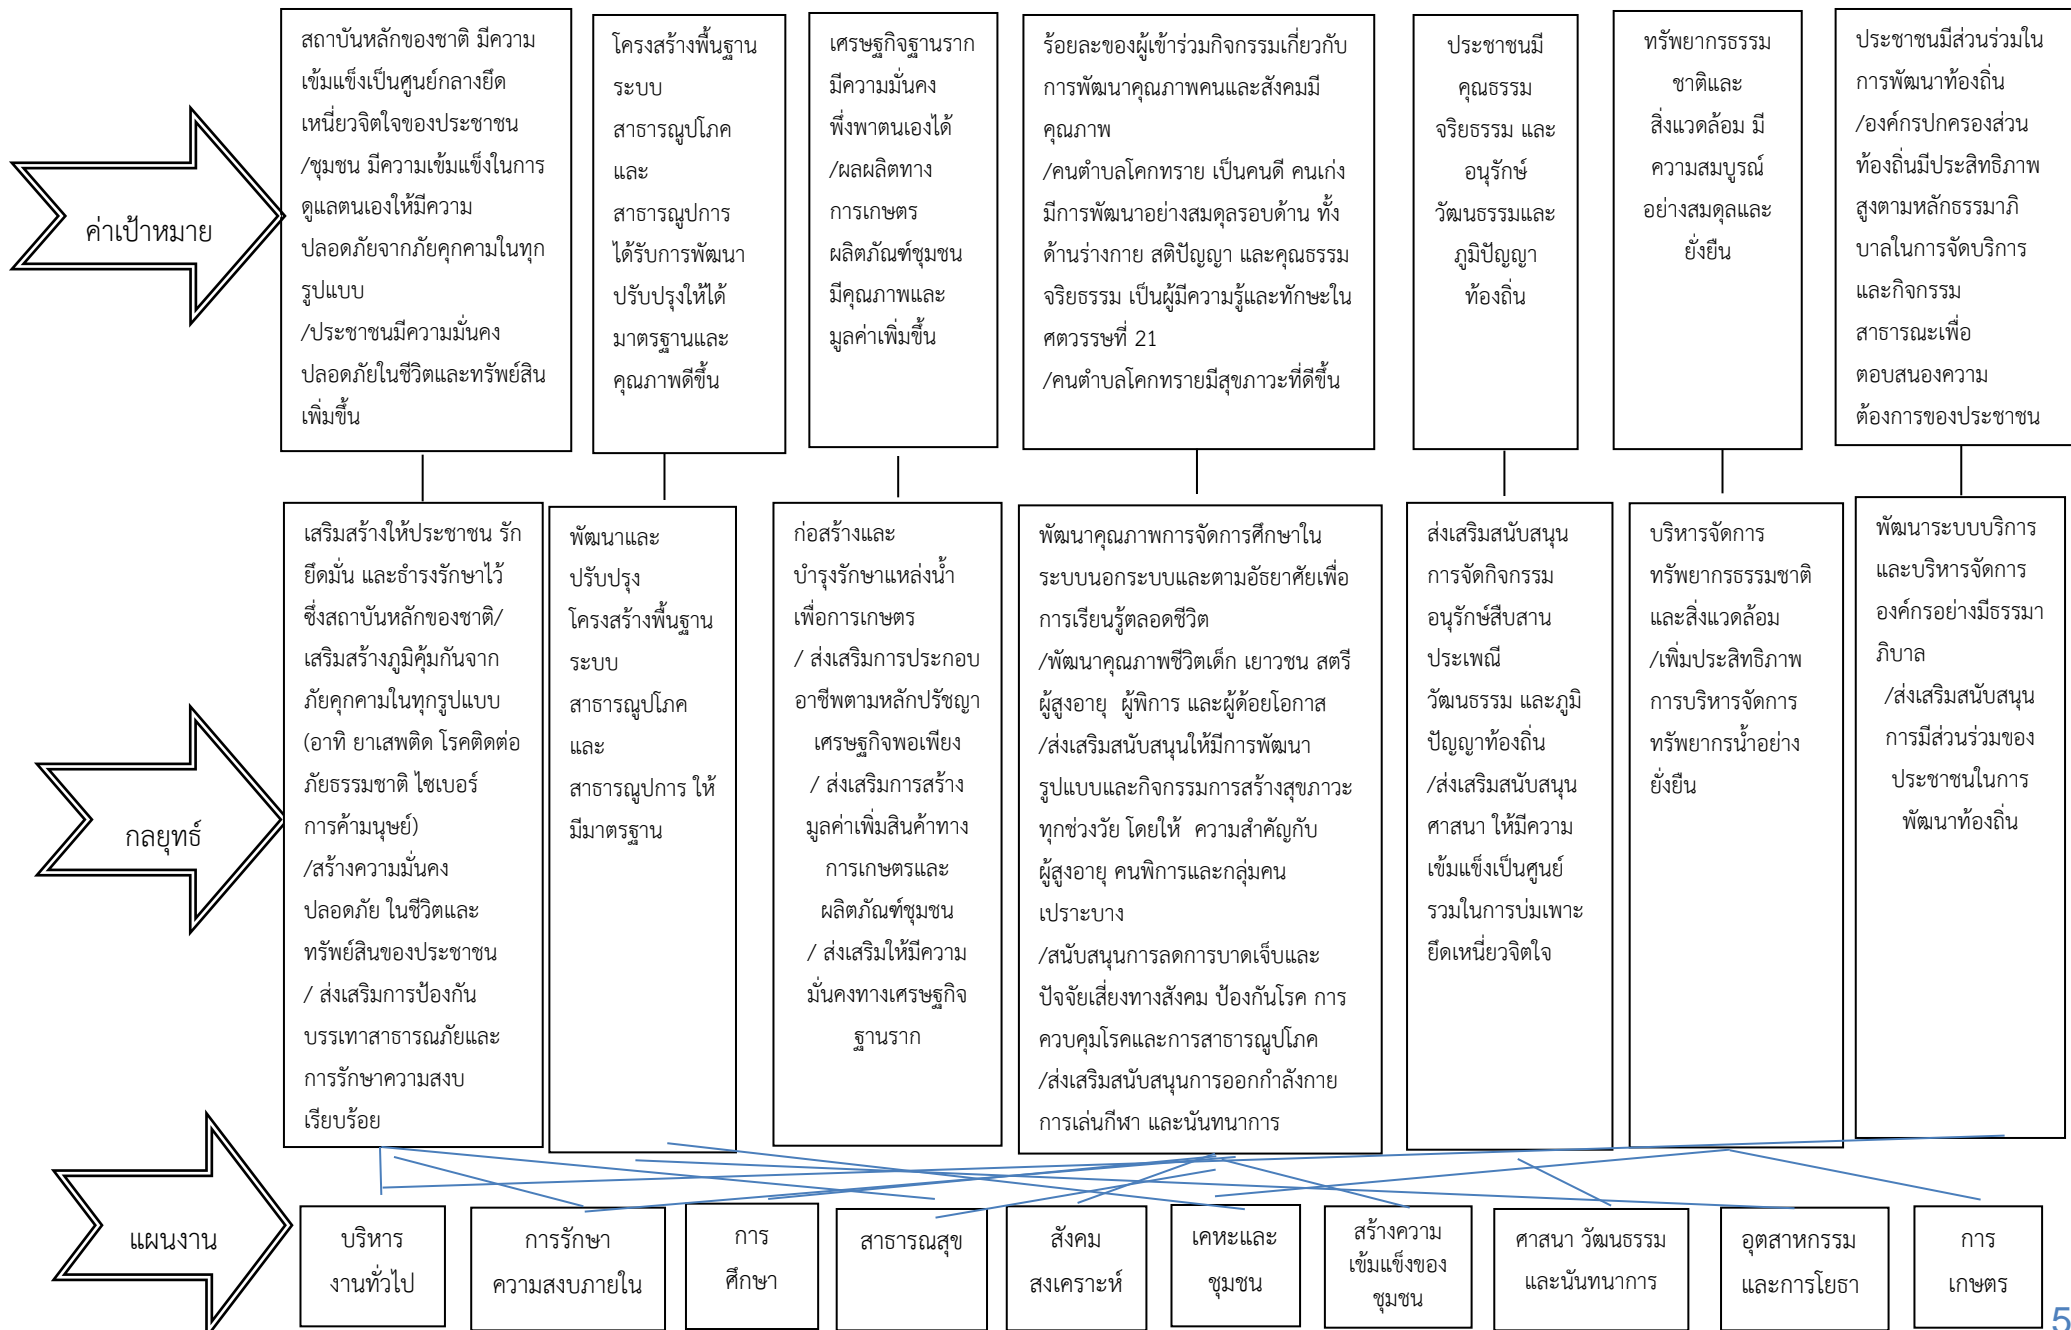 ค่าเป้าหมาย
สถาบันหลักของชาติ มีความ
เข้มแข็งเป็นศูนย์กลางยึด
เหนี่ยวจิตใจของประชาชน
/ชุมชน มีความเข้มแข็งในการ
ดูแลตนเองให้มีความ
ปลอดภัยจากภัยคุกคามในทุก
รูปแบบ
/ประชาชนมีความมั่นคง
ปลอดภัยในชีวิตและทรัพย์สิน
เพิ่มขึ้น
โครงสร้างพื้นฐาน
ระบบ
สาธารณูปโภค
และ
สาธารณูปการ
ได้รับการพัฒนา
ปรับปรุงให้ได้
มาตรฐานและ
คุณภาพดีขึ้น
เศรษฐกิจฐานราก
มีความมั่นคง
พึ่งพาตนเองได้
/ผลผลิตทาง
การเกษตร
ผลิตภัณฑ์ชุมชน
มีคุณภาพและ
มูลค่าเพิ่มขึ้น
ร้อยละของผู้เข้าร่วมกิจกรรมเกี่ยวกับ
การพัฒนาคุณภาพคนและสังคมมี
คุณภาพ
/คนตำบลโคกทราย เป็นคนดี คนเก่ง
มีการพัฒนาอย่างสมดุลรอบด้าน ทั้ง
ด้านร่างกาย สติปัญญา และคุณธรรม
จริยธรรม เป็นผู้มีความรู้และทักษะใน
ศตวรรษที่ 21
/คนตำบลโคกทรายมีสุขภาวะที่ดีขึ้น
ประชาชนมี
คุณธรรม
จริยธรรม และ
อนุรักษ์
วัฒนธรรมและ
ภูมิปัญญา
ท้องถิ่น
ทรัพยากรธรรม
ชาติและ
สิ่งแวดล้อม มี
ความสมบูรณ์
อย่างสมดุลและ
ยั่งยืน
ประชาชนมีส่วนร่วมใน
การพัฒนาท้องถิ่น
/องค์กรปกครองส่วน
ท้องถิ่นมีประสิทธิภาพ
สูงตามหลักธรรมาภิ
บาลในการจัดบริการ
และกิจกรรม
สาธารณะเพื่อ
ตอบสนองความ
ต้องการของประชาชน
กลยุทธ์
เสริมสร้างให้ประชาชน รัก
ยึดมั่น และธำรงรักษาไว้
ซึ่งสถาบันหลักของชาติ/
เสริมสร้างภูมิคุ้มกันจาก
ภัยคุกคามในทุกรูปแบบ
(อาทิ ยาเสพติด โรคติดต่อ
ภัยธรรมชาติ ไซเบอร์
การค้ามนุษย์)
/สร้างความมั่นคง
ปลอดภัย ในชีวิตและ
ทรัพย์สินของประชาชน
/ ส่งเสริมการป้องกัน
บรรเทาสาธารณภัยและ
การรักษาความสงบ
เรียบร้อย
พัฒนาและ
ปรับปรุง
โครงสร้างพื้นฐาน
ระบบ
สาธารณูปโภค
และ
สาธารณูปการ ให้
มีมาตรฐาน
ก่อสร้างและ
บำรุงรักษาแหล่งน้ำ
เพื่อการเกษตร
/ ส่งเสริมการประกอบ
อาชีพตามหลักปรัชญา
เศรษฐกิจพอเพียง
/ ส่งเสริมการสร้าง
มูลค่าเพิ่มสินค้าทาง
การเกษตรและ
ผลิตภัณฑ์ชุมชน
/ ส่งเสริมให้มีความ
มั่นคงทางเศรษฐกิจ
ฐานราก
พัฒนาคุณภาพการจัดการศึกษาใน
ระบบนอกระบบและตามอัธยาศัยเพื่อ
การเรียนรู้ตลอดชีวิต
/พัฒนาคุณภาพชีวิตเด็ก เยาวชน สตรี
ผู้สูงอายุ  ผู้พิการ และผู้ด้อยโอกาส
/ส่งเสริมสนับสนุนให้มีการพัฒนา
รูปแบบและกิจกรรมการสร้างสุขภาวะ
ทุกช่วงวัย โดยให้  ความสำคัญกับ
ผู้สูงอายุ คนพิการและกลุ่มคน
เปราะบาง
/สนับสนุนการลดการบาดเจ็บและ
ปัจจัยเสี่ยงทางสังคม ป้องกันโรค การ
ควบคุมโรคและการสาธารณูปโภค
/ส่งเสริมสนับสนุนการออกกำลังกาย
การเล่นกีฬา และนันทนาการ
ส่งเสริมสนับสนุน
การจัดกิจกรรม
อนุรักษ์สืบสาน
ประเพณี
วัฒนธรรม และภูมิ
ปัญญาท้องถิ่น
/ส่งเสริมสนับสนุน
ศาสนา ให้มีความ
เข้มแข็งเป็นศูนย์
รวมในการบ่มเพาะ
ยึดเหนี่ยวจิตใจ
บริหารจัดการ
ทรัพยากรธรรมชาติ
และสิ่งแวดล้อม
/เพิ่มประสิทธิภาพ
การบริหารจัดการ
ทรัพยากรน้ำอย่าง
ยั่งยืน
พัฒนาระบบบริการ
และบริหารจัดการ
องค์กรอย่างมีธรรมา
ภิบาล
/ส่งเสริมสนับสนุน
การมีส่วนร่วมของ
ประชาชนในการ
พัฒนาท้องถิ่น
แผนงาน
บริหาร
งานทั่วไป
การรักษา
ความสงบภายใน
การ
ศึกษา
สาธารณสุข
สังคม
สงเคราะห์
เคหะและ
ชุมชน
สร้างความ
เข้มแข็งของ
ชุมชน
ศาสนา วัฒนธรรม
และนันทนาการ
อุตสาหกรรม
และการโยธา
การ
เกษตร
5